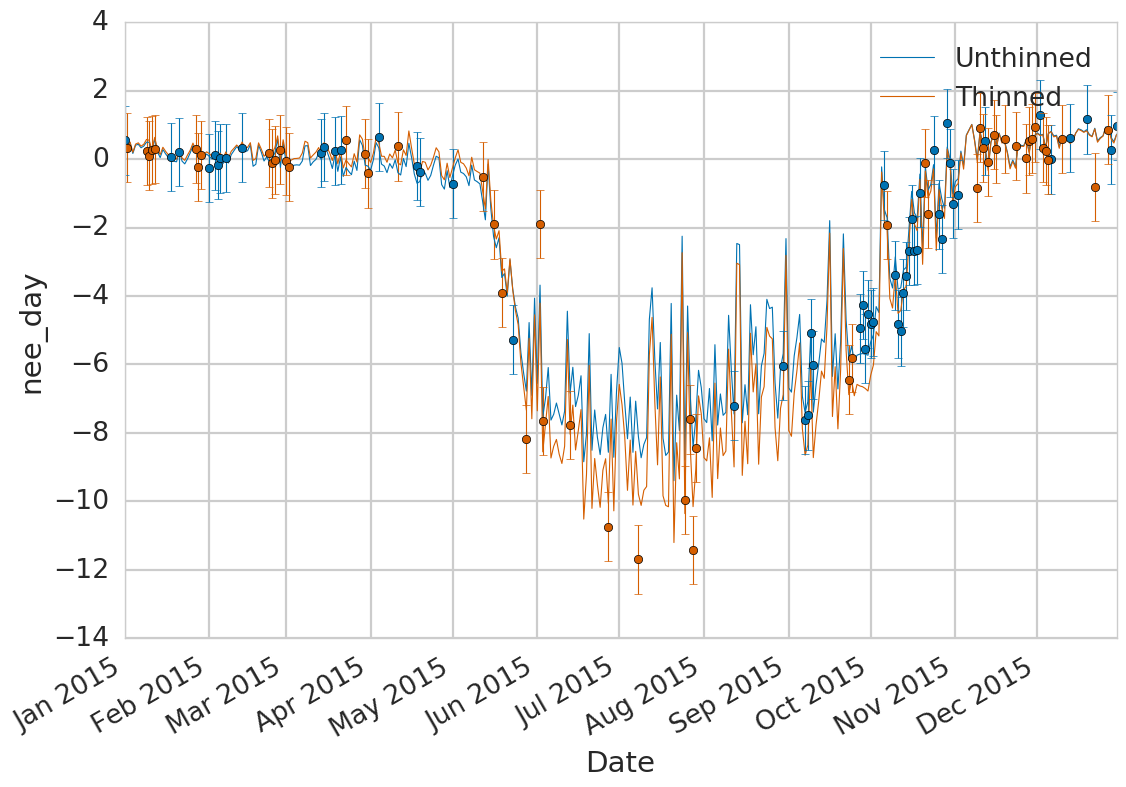 4
2
0
−2
−4
−6
−8
−10
−12
−14
nee_day
Unthinned
Thinned
Jan 2015
Feb 2015
Mar 2015
Apr 2015
May 2015
Jun 2015
Jul 2015
Aug 2015
Sep 2015
Oct 2015
Nov 2015
Dec 2015
Date